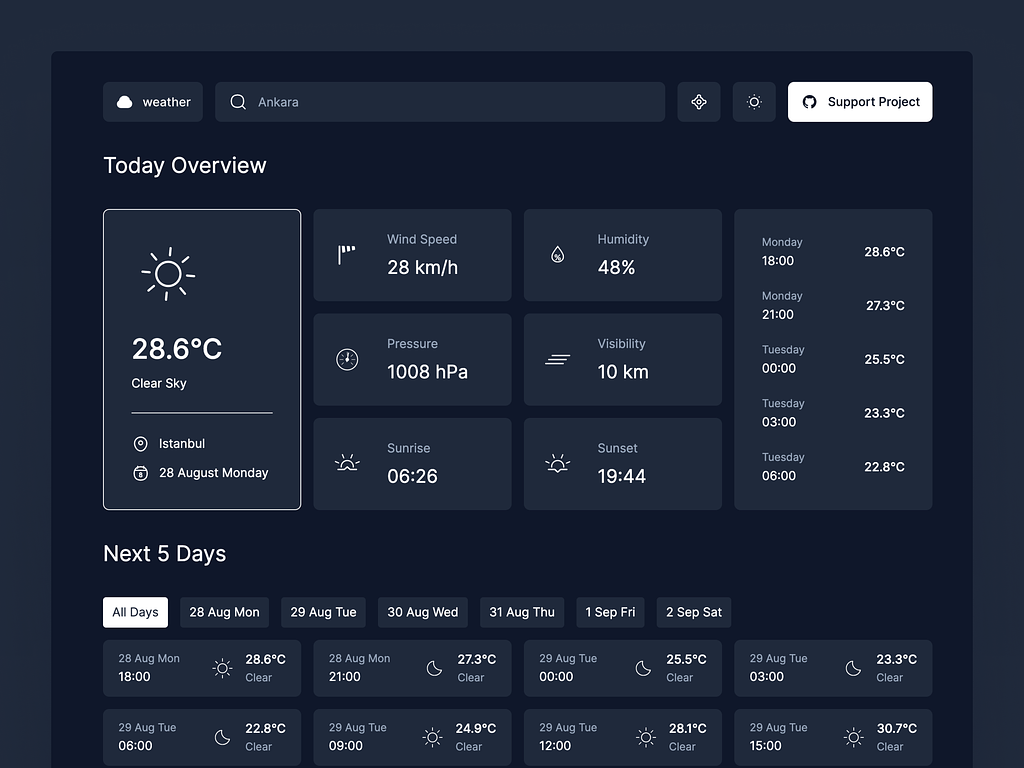 weather
Ankara
Support Project
Today Overview
28.6°C
Clear Sky
Istanbul
28 August Monday
Wind Speed
28 km/h
Humidity
48%
Pressure
1008 hPa
Visibility
10 km
Sunrise
06:26
Sunset
19:44
Monday
18:00
28.6°C
Monday
21:00
27.3°C
Tuesday
00:00
25.5°C
Tuesday
03:00
23.3°C
Tuesday
06:00
22.8°C
Next 5 Days
All Days
28 Aug Mon
29 Aug Tue
30 Aug Wed
31 Aug Thu
1 Sep Fri
2 Sep Sat
28 Aug Mon
18:00
28.6°C
Clear
28 Aug Mon
21:00
27.3°C
Clear
29 Aug Tue
00:00
25.5°C
Clear
29 Aug Tue
03:00
23.3°C
Clear
29 Aug Tue
06:00
22.8°C
Clear
29 Aug Tue
09:00
24.9°C
Clear
29 Aug Tue
12:00
28.1°C
Clear
29 Aug Tue
15:00
30.7°C
Clear